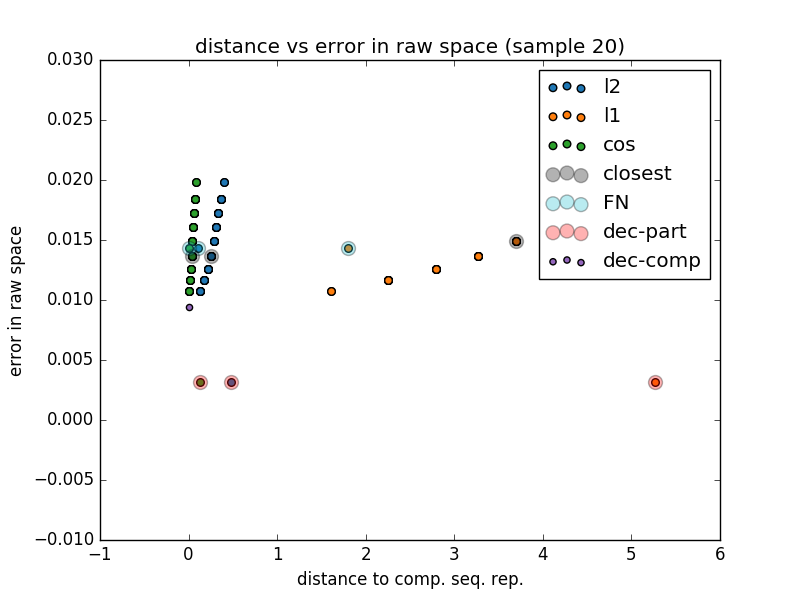 distance vs error in raw space (sample 20)
0.030
0.025
0.020
0.015
0.010
0.005
0.000
−0.005
−0.010
error in raw space
l2
l1
cos
closest
FN
dec-part
dec-comp
−1 0 1 2 3 4 5 6
distance to comp. seq. rep.